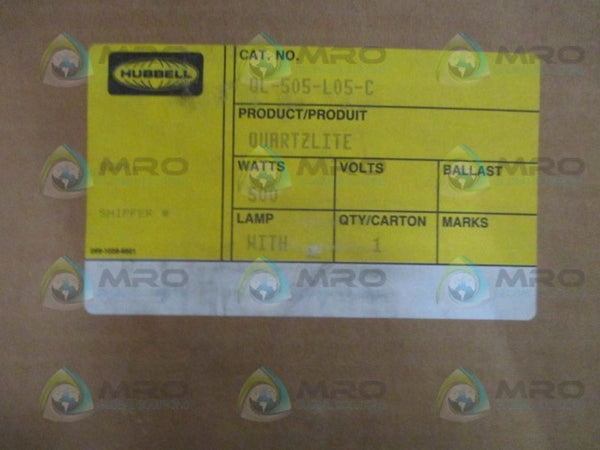 HUBBELL
CAT. NO.
QL-505-L05-C
PRODUCT/PRODUIT
QUARTZLITE
WATTS VOLTS BALLAST
500
LAMP QTY/CARTON MARKS
WITH 1
SHIPPER #
MRO